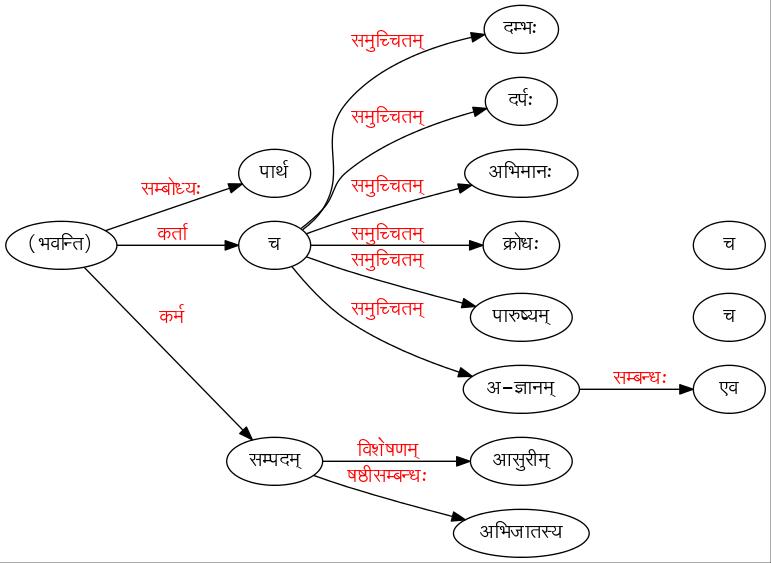 समुच्चितम्
दम्भः
समुच्चितम्
दर्पः
सम्बोध्यः
पार्थ
समुच्चितम्
अभिमानः
(भवन्ति)
कर्ता
च
समुच्चितम्
क्रोधः
च
समुच्चितम्
कर्म
समुच्चितम्
पारुष्यम्
च
अ-ज्ञानम्
सम्बन्धः
एव
सम्पदम्
विशेषणम्
आसुरीम्
षष्ठीसम्बन्धः
अभिजातस्य